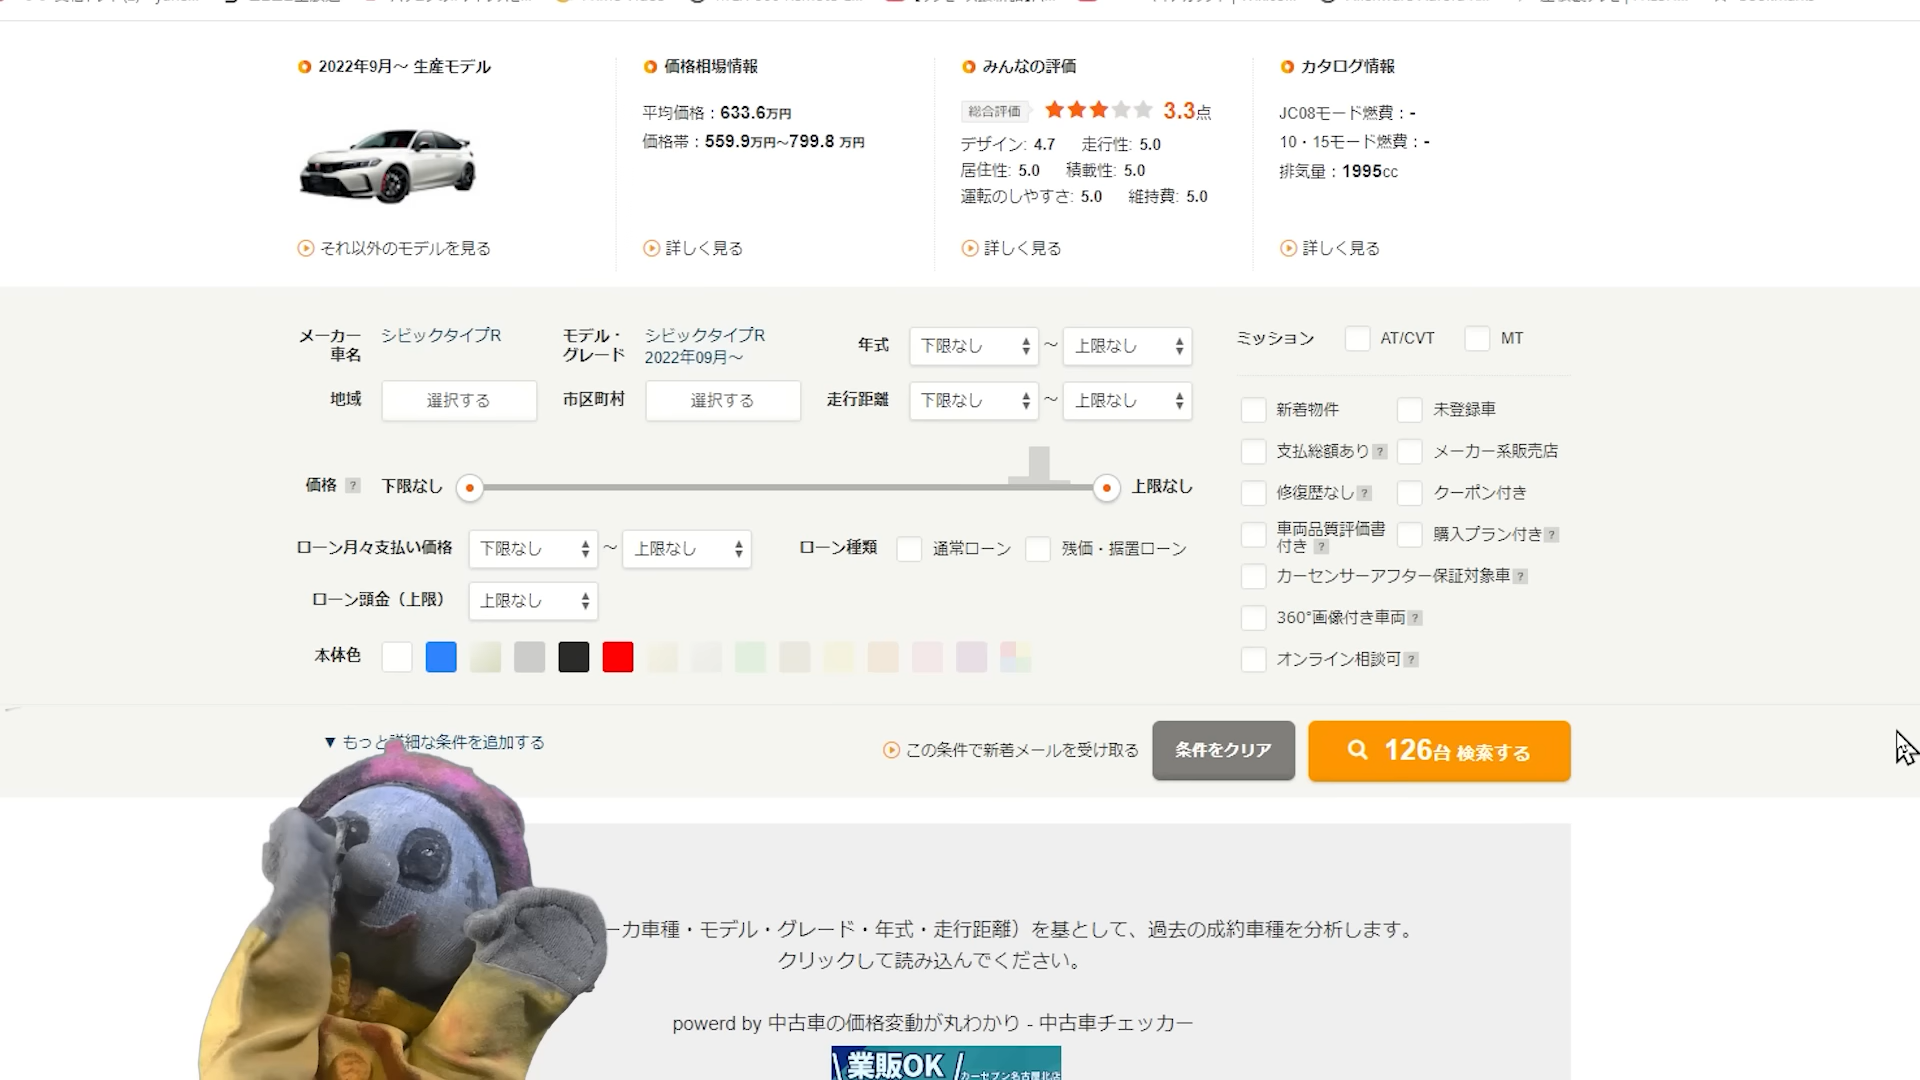 2022年9月～ 生産モデル
それ以外のモデルを見る
価格相場情報
平均価格：633.6万円
価格帯：559.9万円～799.8 万円
詳しく見る
みんなの評価
総合評価 3.3点
デザイン: 4.7 走行性: 5.0
居住性: 5.0 積載性: 5.0
運転のしやすさ: 5.0 維持費: 5.0
詳しく見る
カタログ情報
JC08モード燃費：-
10・15モード燃費：-
排気量：1995cc
詳しく見る
メーカー
車名
シビックタイプR
モデル・
グレード
シビックタイプR
2022年09月～
年式 下限なし ～ 上限なし
地域 選択する
市区町村 選択する
走行距離 下限なし ～ 上限なし
価格 ? 下限なし 上限なし
ローン月々支払い価格 下限なし ～ 上限なし
ローン種類 通常ローン 残価・据置ローン
ローン頭金（上限） 上限なし
本体色
ミッション AT/CVT MT
新着物件 未登録車
支払総額あり ? メーカー系販売店
修復歴なし ? クーポン付き
車両品質評価書
付き ?
購入プラン付き ?
カーセンサーアフター保証対象車 ?
360°画像付き車両 ?
オンライン相談可 ?
▼ もっと詳細な条件を追加する
この条件で新着メールを受け取る
条件をクリア
126台 検索する
ーカ車種・モデル・グレード・年式・走行距離）を基として、過去の成約車種を分析します。
クリックして読み込んでください。
powerd by 中古車の価格変動が丸わかり - 中古車チェッカー
\ 業販OK /
カーセブン名古屋北店